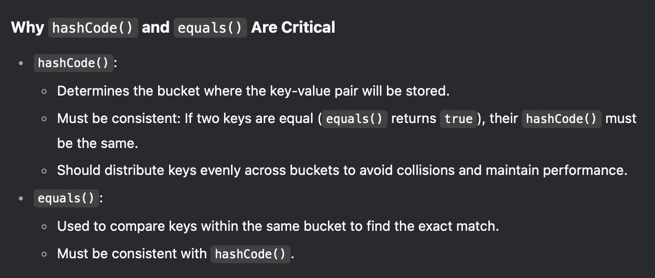 Why hashCode() and equals() Are Critical
• hashCode():
◦ Determines the bucket where the key-value pair will be stored.
◦ Must be consistent: If two keys are equal (equals() returns true), their hashCode() must
be the same.
◦ Should distribute keys evenly across buckets to avoid collisions and maintain performance.
• equals():
◦ Used to compare keys within the same bucket to find the exact match.
◦ Must be consistent with hashCode().